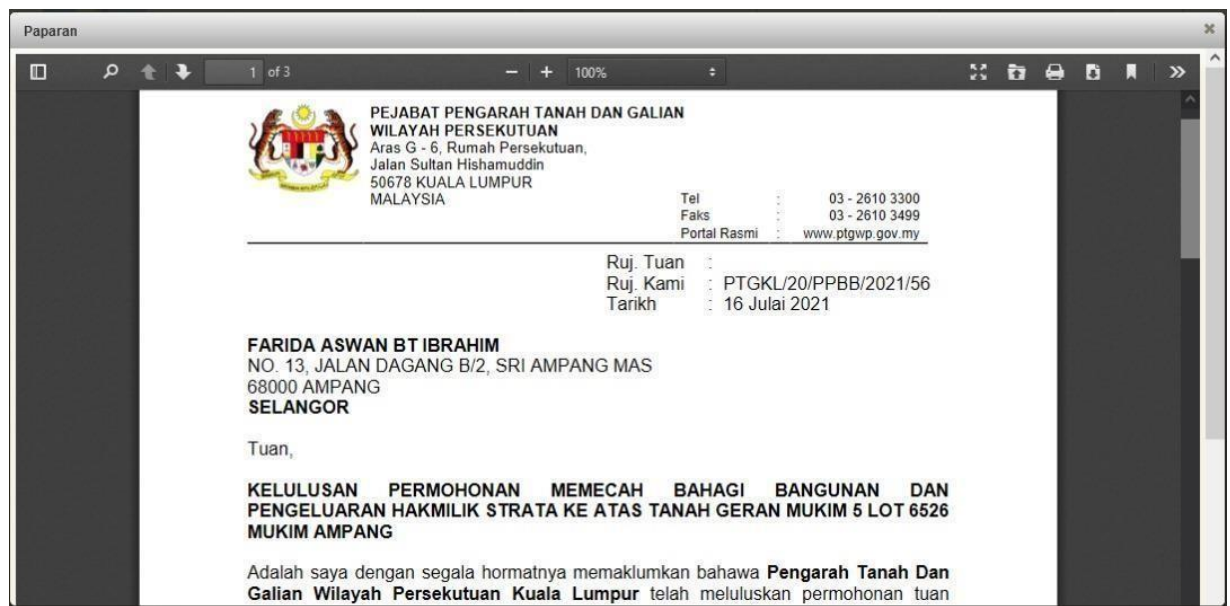 Paparan
1 of 3
100%
PEJABAT PENGARAH TANAH DAN GALIAN
WILAYAH PERSEKUTUAN
Aras G - 6, Rumah Persekutuan,
Jalan Sultan Hishamuddin
50678 KUALA LUMPUR
MALAYSIA
Tel : 03 - 2610 3300
Faks : 03 - 2610 3499
Portal Rasmi : www.ptgwp.gov.my
Ruj. Tuan :
Ruj. Kami : PTGKL/20/PPBB/2021/56
Tarikh : 16 Julai 2021
FARIDA ASWAN BT IBRAHIM
NO. 13, JALAN DAGANG B/2, SRI AMPANG MAS
68000 AMPANG
SELANGOR
Tuan,
KELULUSAN PERMOHONAN MEMECAH BAHAGI BANGUNAN DAN
PENGELUARAN HAKMILIK STRATA KE ATAS TANAH GERAN MUKIM 5 LOT 6526
MUKIM AMPANG
Adalah saya dengan segala hormatnya memaklumkan bahawa Pengarah Tanah Dan
Galian Wilayah Persekutuan Kuala Lumpur telah meluluskan permohonan tuan